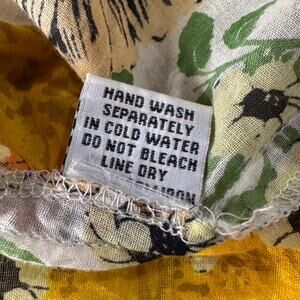 HAND WASH
SEPARATELY
IN COLD WATER
DO NOT BLEACH
LINE DRY